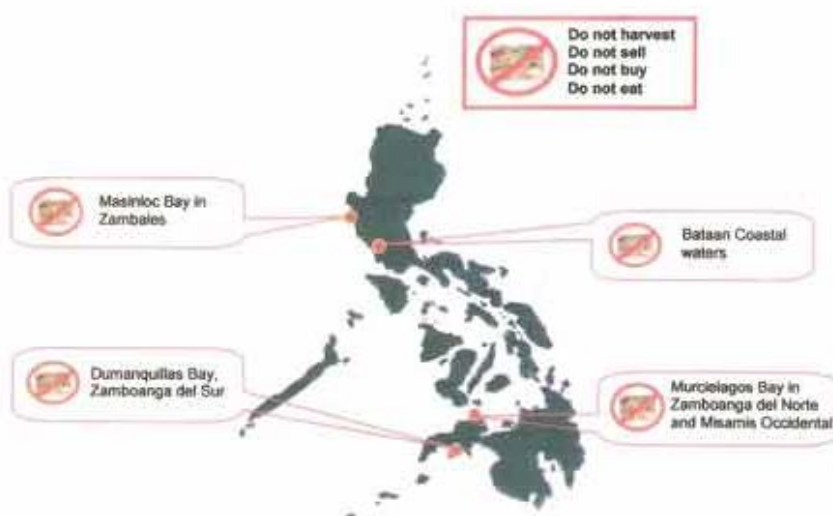 Do not harvest
Do not sell
Do not buy
Do not eat
Masinloc Bay in
Zambales
Bataan Coastal
waters
Dumanquillas Bay,
Zamboanga del Sur
Murcielagos Bay in
Zamboanga del Norte
and Misamis Occidental